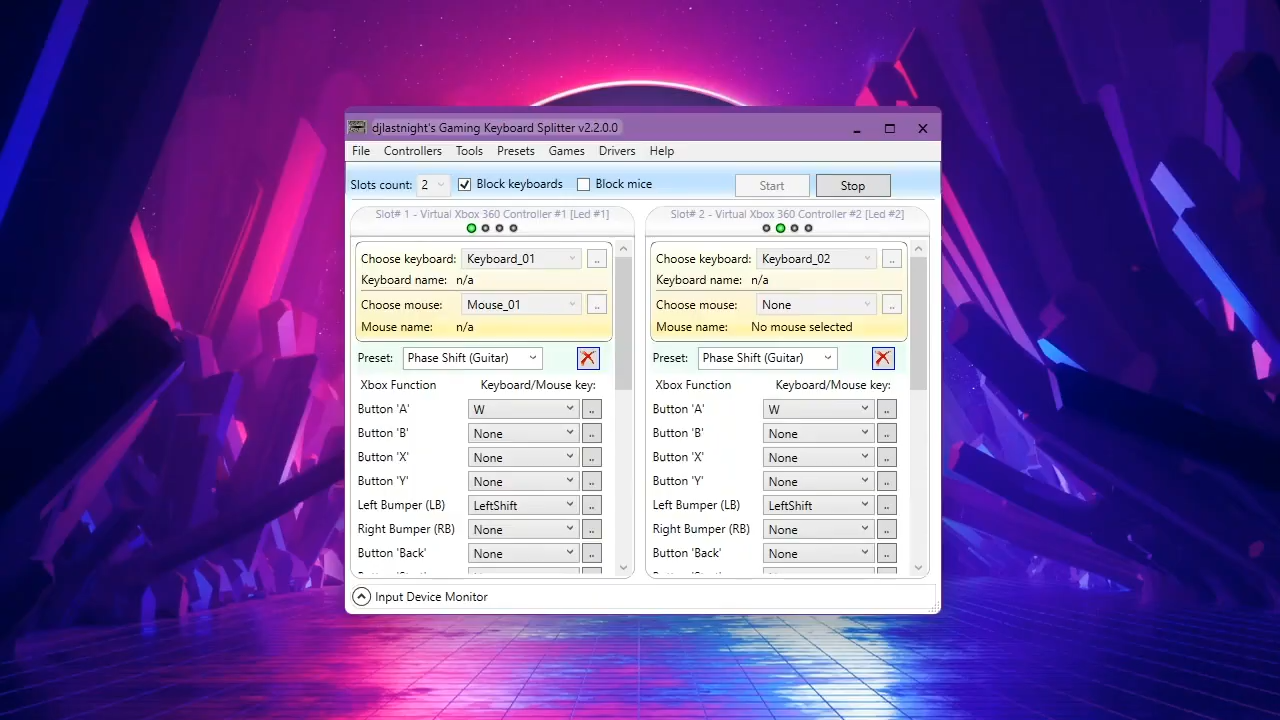 djlastnight's Gaming Keyboard Splitter v2.2.0.0
File Controllers Tools Presets Games Drivers Help
Slots count: 2 Block keyboards Block mice Start Stop
Slot# 1 - Virtual Xbox 360 Controller #1 [Led #1]
Choose keyboard: Keyboard_01 ..
Keyboard name: n/a
Choose mouse: Mouse_01 ..
Mouse name: n/a
Preset: Phase Shift (Guitar)
Xbox Function Keyboard/Mouse key:
Button 'A' W ..
Button 'B' None ..
Button 'X' None ..
Button 'Y' None ..
Left Bumper (LB) LeftShift ..
Right Bumper (RB) None ..
Button 'Back' None ..
Slot# 2 - Virtual Xbox 360 Controller #2 [Led #2]
Choose keyboard: Keyboard_02 ..
Keyboard name: n/a
Choose mouse: None ..
Mouse name: No mouse selected
Preset: Phase Shift (Guitar)
Xbox Function Keyboard/Mouse key:
Button 'A' W ..
Button 'B' None ..
Button 'X' None ..
Button 'Y' None ..
Left Bumper (LB) LeftShift ..
Right Bumper (RB) None ..
Button 'Back' None ..
Input Device Monitor